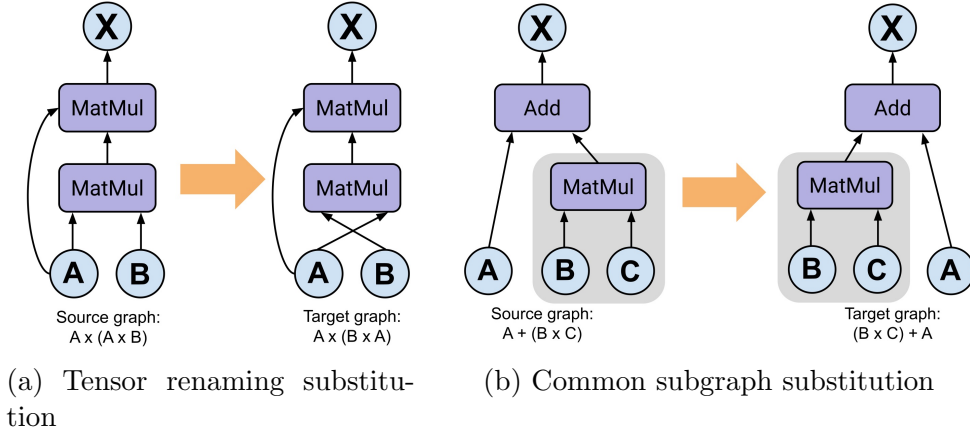 X
MatMul
MatMul
A
B
Source graph:
A x (A x B)
X
MatMul
MatMul
A
B
Target graph:
A x (B x A)
(a) Tensor renaming substitu-
tion
X
Add
MatMul
A
B
C
Source graph:
A + (B x C)
X
Add
MatMul
B
C
A
Target graph:
(B x C) + A
(b) Common subgraph substitution